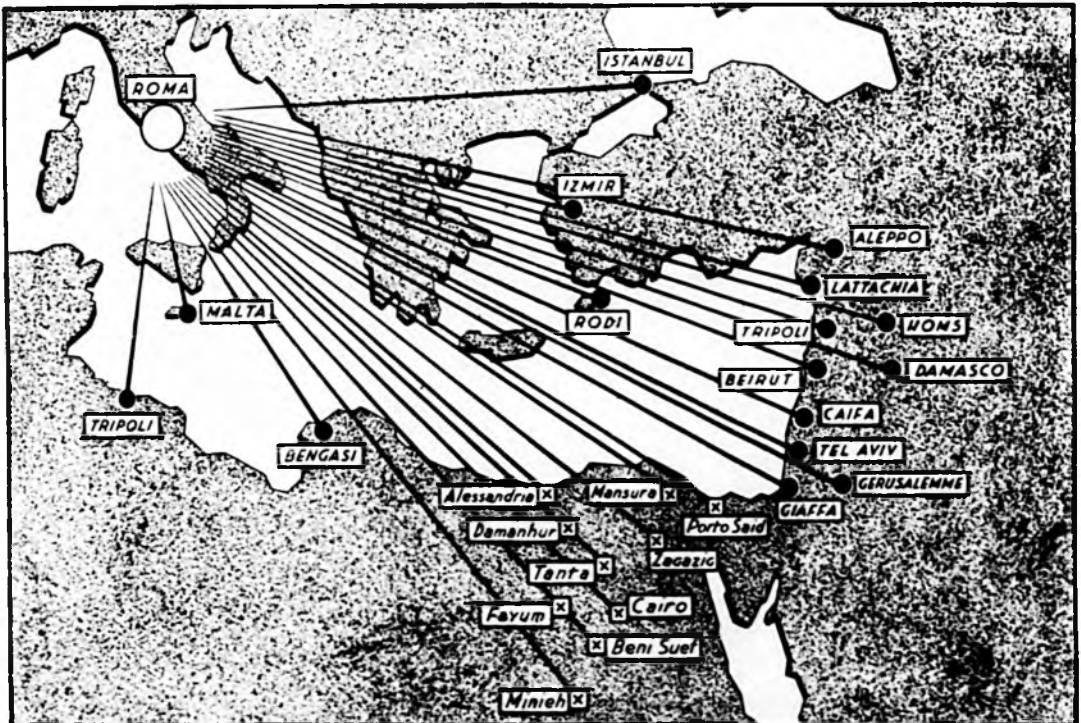 ISTANBUL
ROMA
IZMIR
ALEPPO
LATTACHIA
MALTA
RODI
TRIPOLI
HOMS
BEIRUT
DAMASCO
TRIPOLI
CAIFA
BENGASI
TEL AVIV
GERUSALEMME
Alessandria
Mansura
GIAFFA
Porto Said
Damanhur
Zagazig
Tanta
Fayum
Cairo
Beni Suef
Minieh